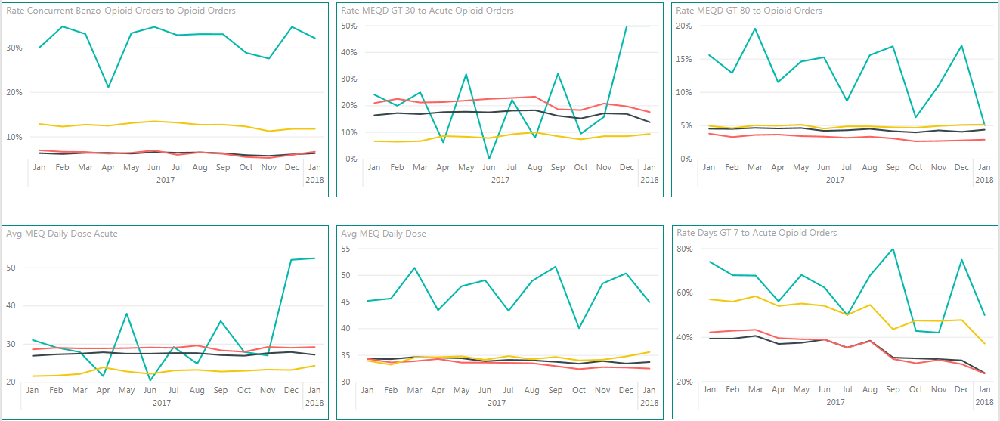 Rate Concurrent Benzo-Opioid Orders to Opioid Orders
30%
20%
10%
Jan Feb Mar Apr May Jun Jul Aug Sep Oct Nov Dec Jan
2017 2018
Rate MEQD GT 30 to Acute Opioid Orders
50%
40%
30%
20%
10%
0%
Jan Feb Mar Apr May Jun Jul Aug Sep Oct Nov Dec Jan
2017 2018
Rate MEQD GT 80 to Opioid Orders
20%
15%
10%
5%
0%
Jan Feb Mar Apr May Jun Jul Aug Sep Oct Nov Dec Jan
2017 2018
Avg MEQ Daily Dose Acute
50
40
30
20
Jan Feb Mar Apr May Jun Jul Aug Sep Oct Nov Dec Jan
2017 2018
Avg MEQ Daily Dose
55
50
45
40
35
30
Jan Feb Mar Apr May Jun Jul Aug Sep Oct Nov Dec Jan
2017 2018
Rate Days GT 7 to Acute Opioid Orders
80%
60%
40%
20%
Jan Feb Mar Apr May Jun Jul Aug Sep Oct Nov Dec Jan
2017 2018